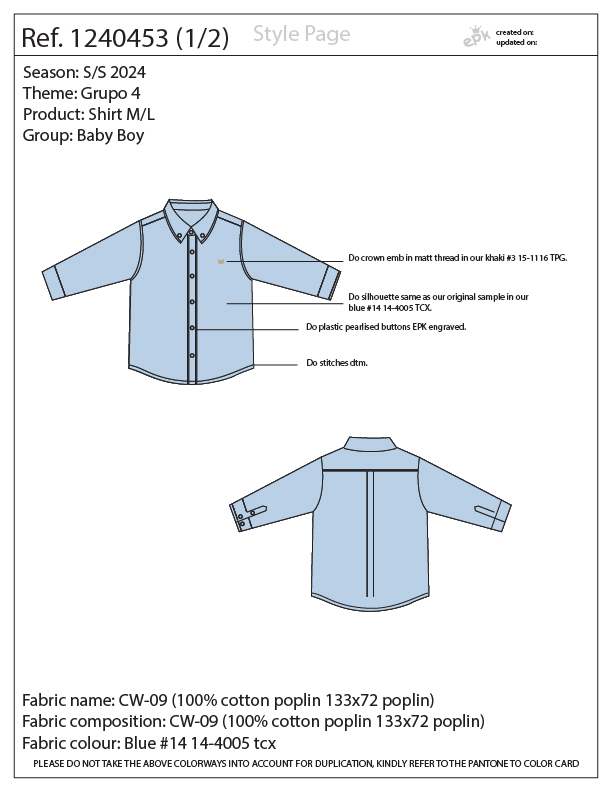 Ref. 1240453 (1/2)
Style Page
epk
created on:
updated on:
Season: S/S 2024
Theme: Grupo 4
Product: Shirt M/L
Group: Baby Boy
Do crown emb in matt thread in our khaki #3 15-1116 TPG.
Do silhouette same as our original sample in our
blue #14 14-4005 TCX.
Do plastic pearlised buttons EPK engraved.
Do stitches dtm.
Fabric name: CW-09 (100% cotton poplin 133x72 poplin)
Fabric composition: CW-09 (100% cotton poplin 133x72 poplin)
Fabric colour: Blue #14 14-4005 tcx
PLEASE DO NOT TAKE THE ABOVE COLORWAYS INTO ACCOUNT FOR DUPLICATION, KINDLY REFER TO THE PANTONE TO COLOR CARD